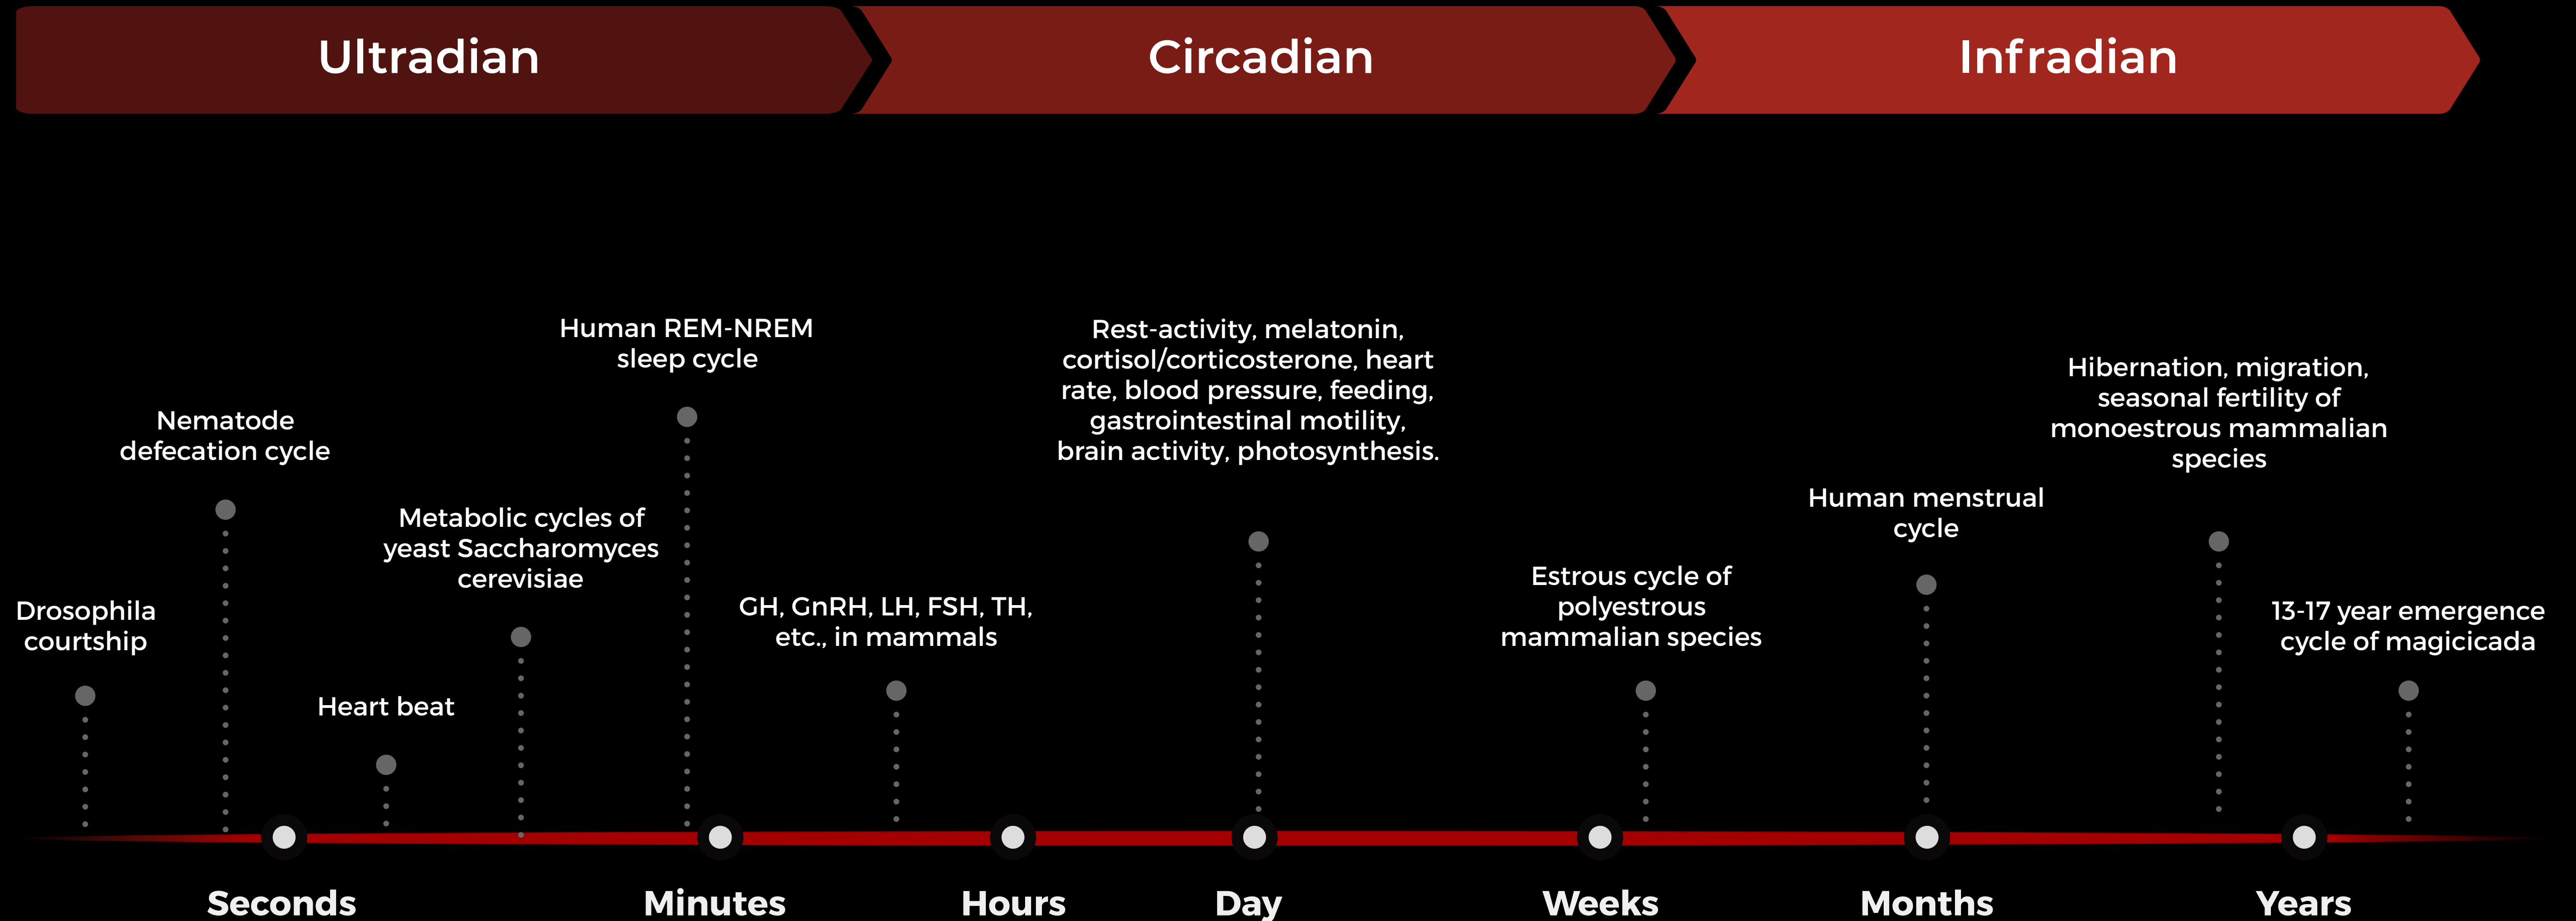 Ultradian
Circadian
Infradian
Human REM-NREM
sleep cycle
Rest-activity, melatonin,
cortisol/corticosterone, heart
rate, blood pressure, feeding,
gastrointestinal motility,
brain activity, photosynthesis.
Hibernation, migration,
seasonal fertility of
monoestrous mammalian
species
Nematode
defecation cycle
Metabolic cycles of
yeast Saccharomyces
cerevisiae
Human menstrual
cycle
Drosophila
courtship
GH, GnRH, LH, FSH, TH,
etc., in mammals
Estrous cycle of
polyestrous
mammalian species
13-17 year emergence
cycle of magicicada
Heart beat
Seconds
Minutes
Hours
Day
Weeks
Months
Years